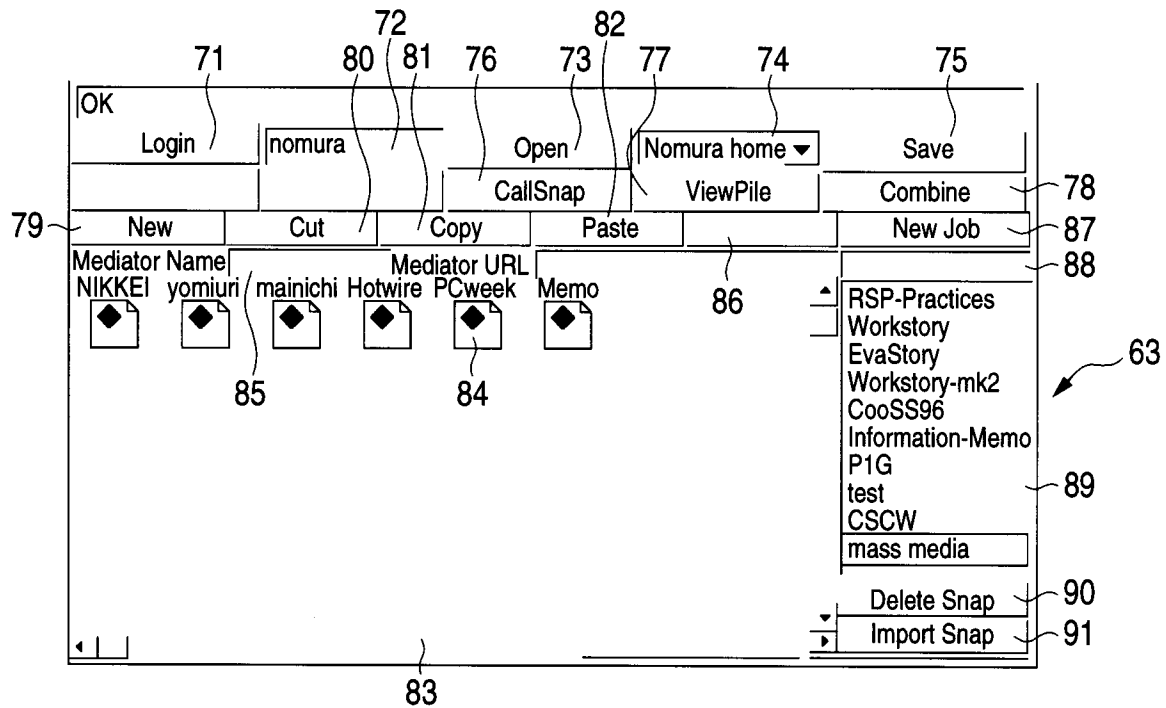 82
71 80 72 81 76 73 77 74 75
OK
Login nomura Open Nomura home Save
CallSnap ViewPile Combine 78
79 New Cut Copy Paste New Job 87
Mediator Name Mediator URL 88
NIKKEI yomiuri mainichi Hotwire PCweek Memo 86
RSP-Practices
Workstory
EvaStory 63
85 84 Workstory-mk2
CooSS96
Information-Memo
P1G
test 89
CSCW
mass media
Delete Snap 90
Import Snap 91
83